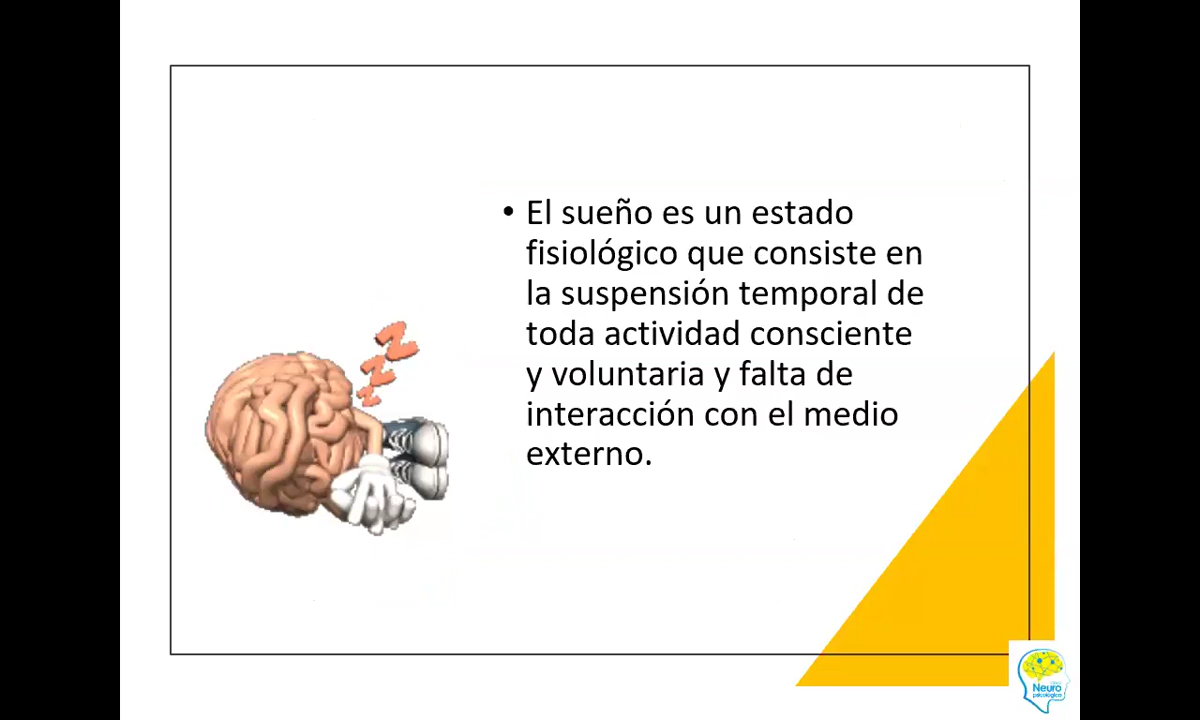 • El sueño es un estado
fisiológico que consiste en
la suspensión temporal de
toda actividad consciente
y voluntaria y falta de
interacción con el medio
externo.
Z
Z
Z
Neuro
psicológico